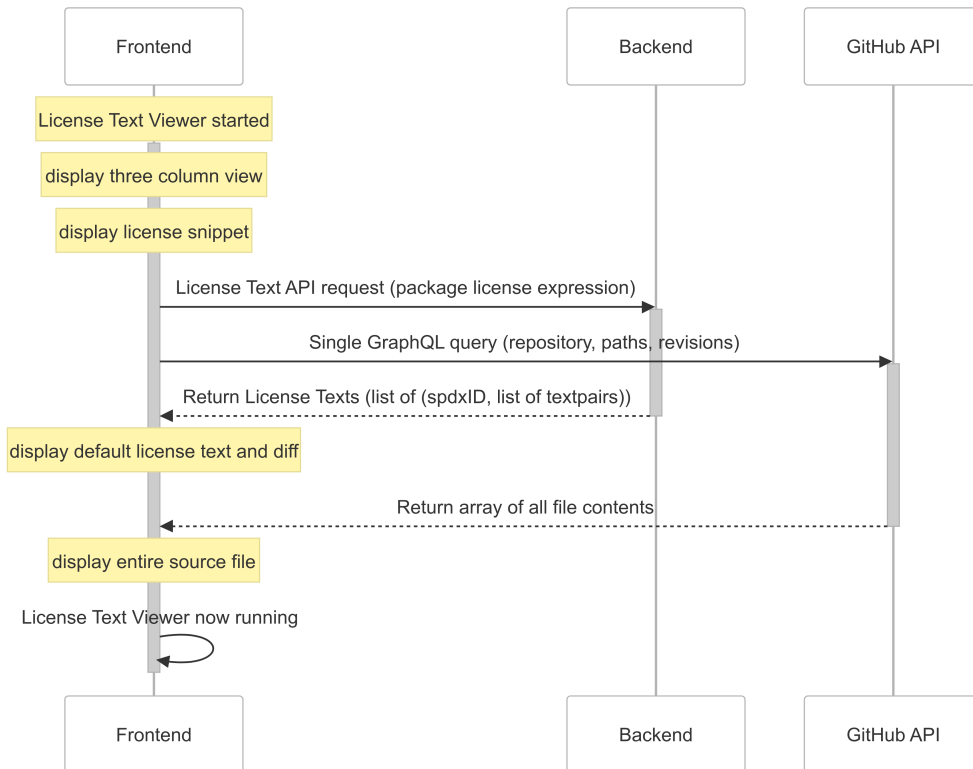 Frontend
Backend
GitHub API
License Text Viewer started
display three column view
display license snippet
License Text API request (package license expression)
Single GraphQL query (repository, paths, revisions)
Return License Texts (list of (spdxID, list of textpairs))
display default license text and diff
Return array of all file contents
display entire source file
License Text Viewer now running
Frontend
Backend
GitHub API